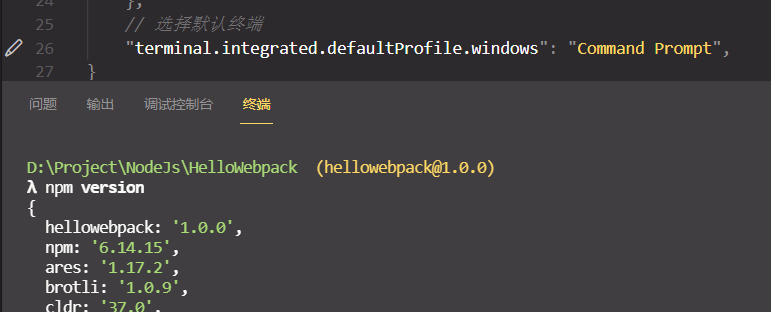 24 },
25 // 选择默认终端
26 "terminal.integrated.defaultProfile.windows": "Command Prompt",
27 }
问题 输出 调试控制台 终端
D:\Project\NodeJs\HelloWebpack (hellowebpack@1.0.0)
λ npm version
{
hellowebpack: '1.0.0',
npm: '6.14.15',
ares: '1.17.2',
brotli: '1.0.9',
cldr: '37.0',